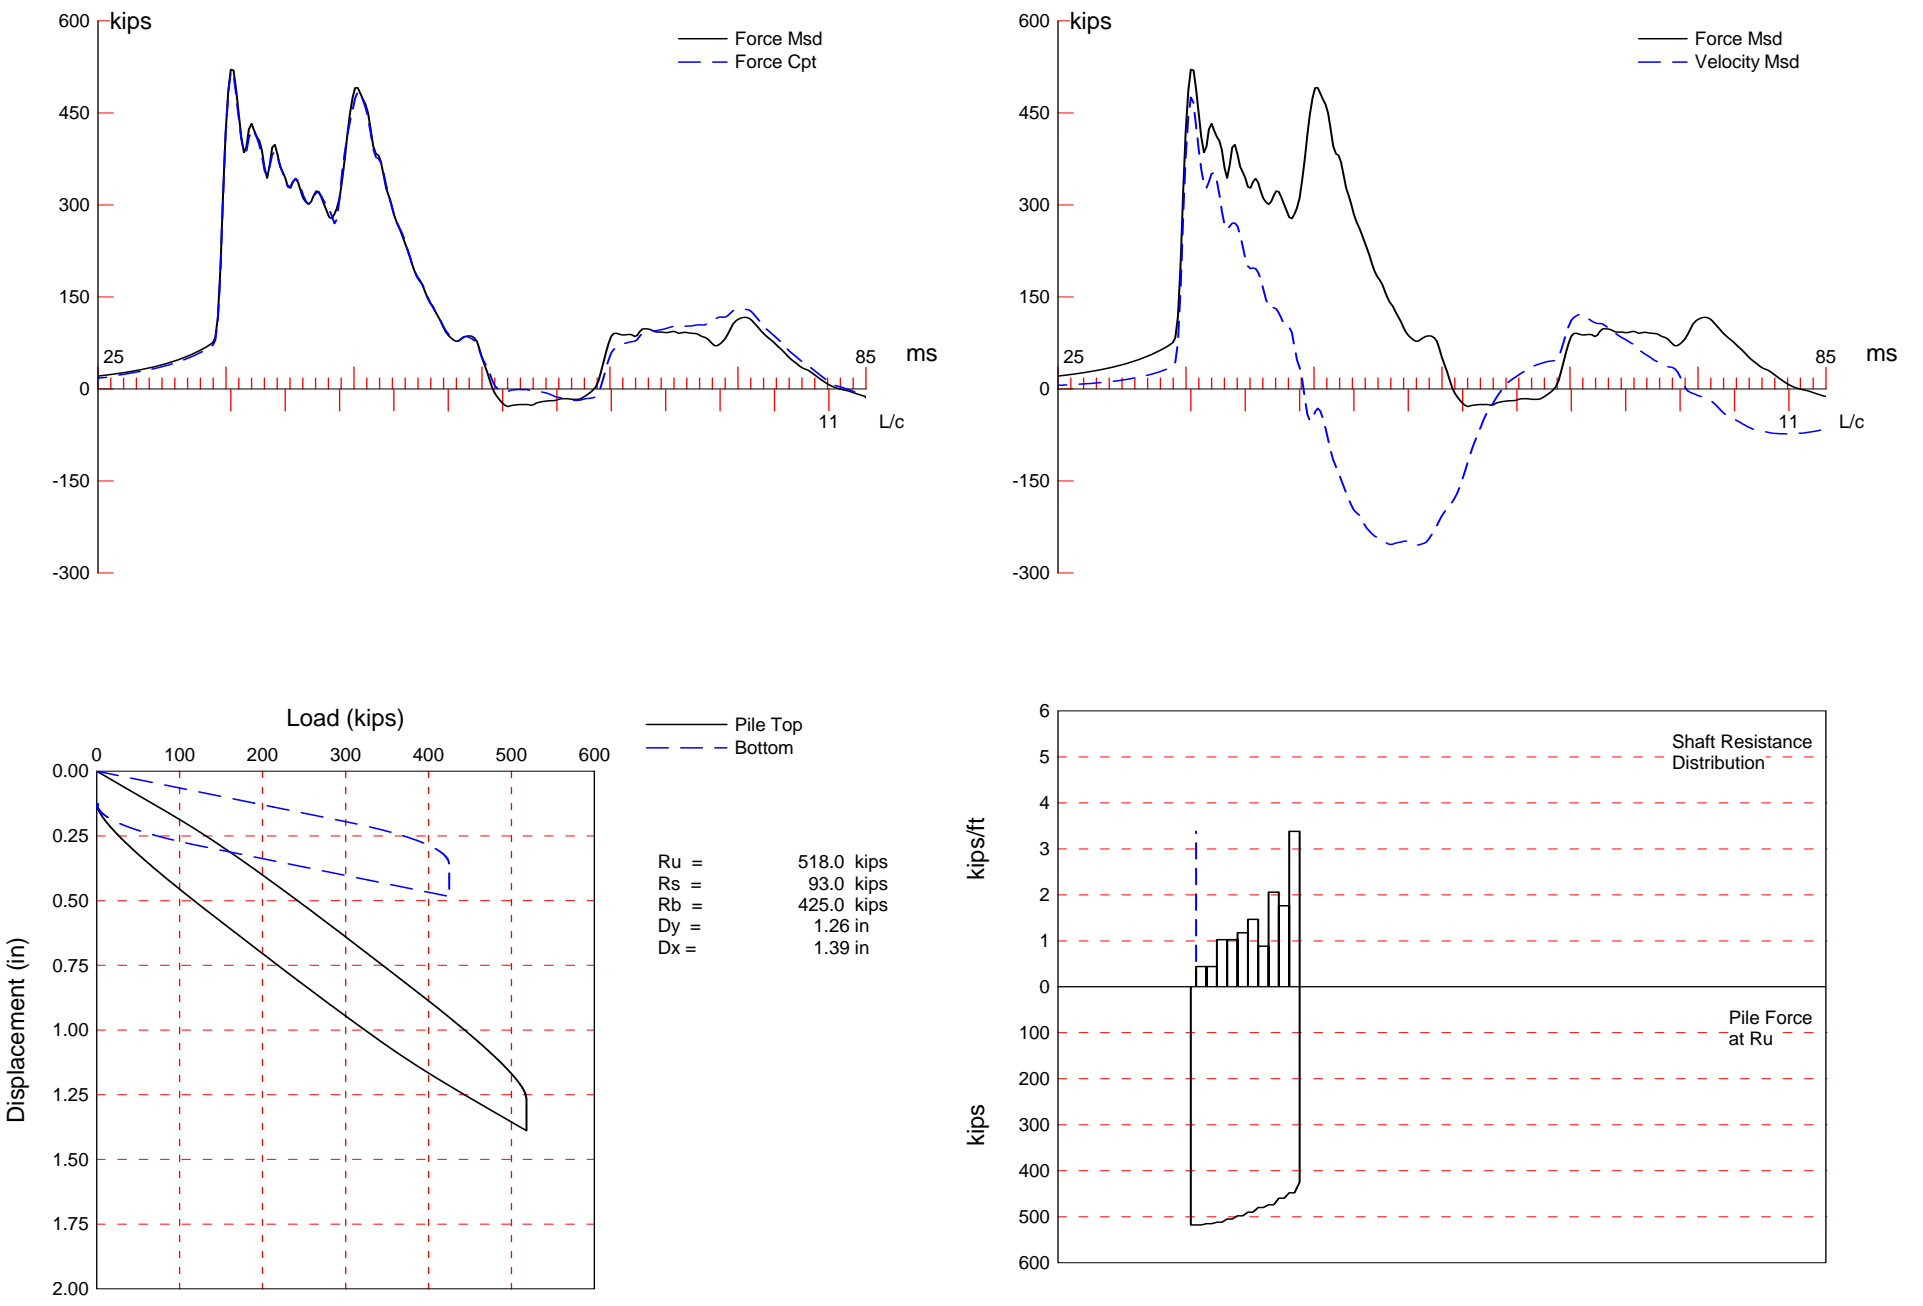 600 kips
450
300
150
0
-150
-300
Force Msd
Force Cpt
25
85
ms
11
L/c
600 kips
450
300
150
0
-150
-300
Force Msd
Velocity Msd
25
85
ms
11
L/c
Load (kips)
0 100 200 300 400 500 600
0.00
0.25
0.50
0.75
1.00
1.25
1.50
1.75
2.00
Displacement (in)
Pile Top
Bottom
Ru = 518.0 kips
Rs = 93.0 kips
Rb = 425.0 kips
Dy = 1.26 in
Dx = 1.39 in
6
5
4
3
2
1
0
kips/ft
Shaft Resistance
Distribution
100
200
300
400
500
600
kips
Pile Force
at Ru